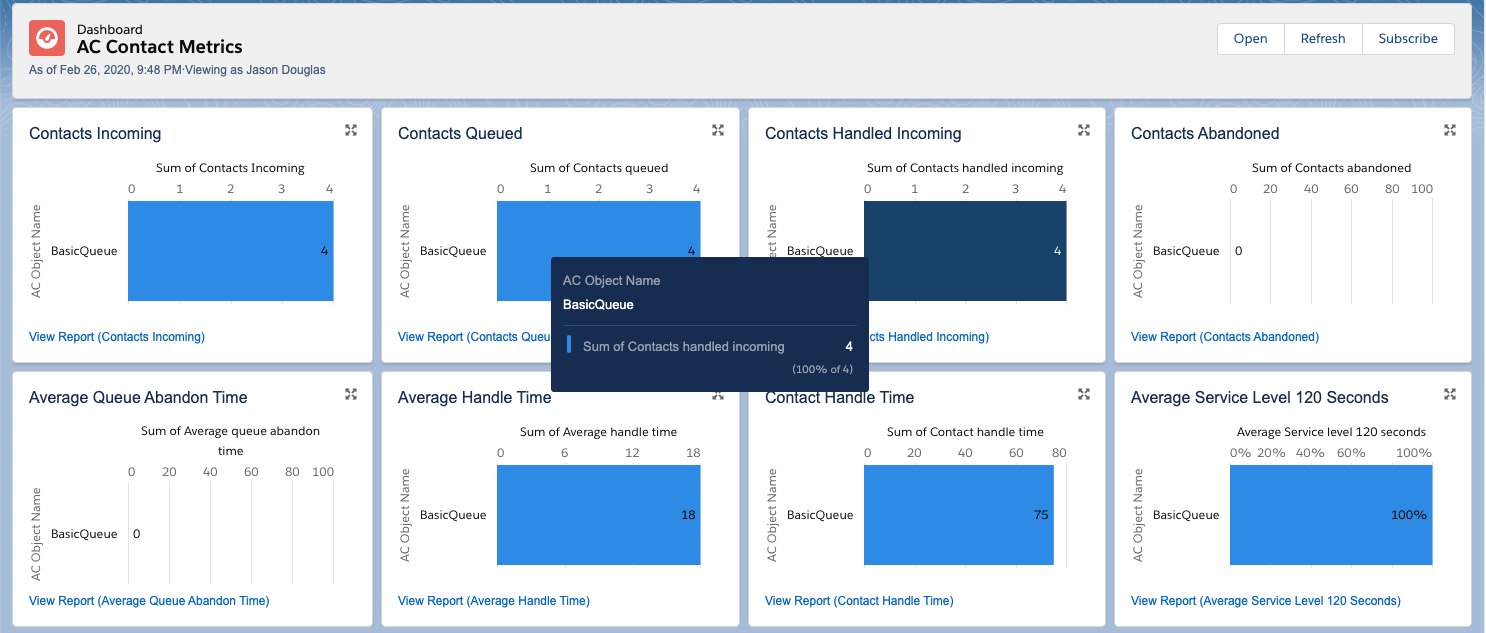 Dashboard
AC Contact Metrics
As of Feb 26, 2020, 9:48 PM·Viewing as Jason Douglas
Open
Refresh
Subscribe
Contacts Incoming
Sum of Contacts Incoming
0 1 2 3 4
AC Object Name
BasicQueue
4
View Report (Contacts Incoming)
Contacts Queued
Sum of Contacts queued
0 1 2 3 4
AC Object Name
BasicQueue
4
View Report (Contacts Queu
Contacts Handled Incoming
Sum of Contacts handled incoming
0 1 2 3 4
ect Name
BasicQueue
4
cts Handled Incoming)
AC Object Name
BasicQueue
Sum of Contacts handled incoming 4
(100% of 4)
Contacts Abandoned
Sum of Contacts abandoned
0 20 40 60 80 100
AC Object Name
BasicQueue
0
View Report (Contacts Abandoned)
Average Queue Abandon Time
Sum of Average queue abandon
time
0 20 40 60 80 100
AC Object Name
BasicQueue
0
View Report (Average Queue Abandon Time)
Average Handle Time
Sum of Average handle time
0 6 12 18
AC Object Name
BasicQueue
18
View Report (Average Handle Time)
Contact Handle Time
Sum of Contact handle time
0 20 40 60 80
AC Object Name
BasicQueue
75
View Report (Contact Handle Time)
Average Service Level 120 Seconds
Average Service level 120 seconds
0% 20% 40% 60% 100%
AC Object Name
BasicQueue
100%
View Report (Average Service Level 120 Seconds)